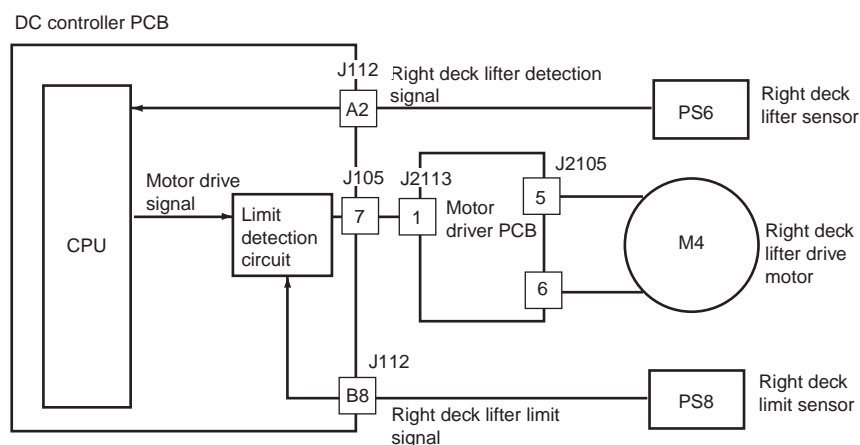 DC controller PCB
J112
Right deck lifter detection
signal
A2
PS6
Right deck
lifter sensor
CPU
Motor drive
signal
Limit
detection
circuit
J105
7
J2113
1
Motor
driver PCB
J2105
5
6
M4
Right deck
lifter drive
motor
J112
B8
Right deck lifter limit
signal
PS8
Right deck
limit sensor